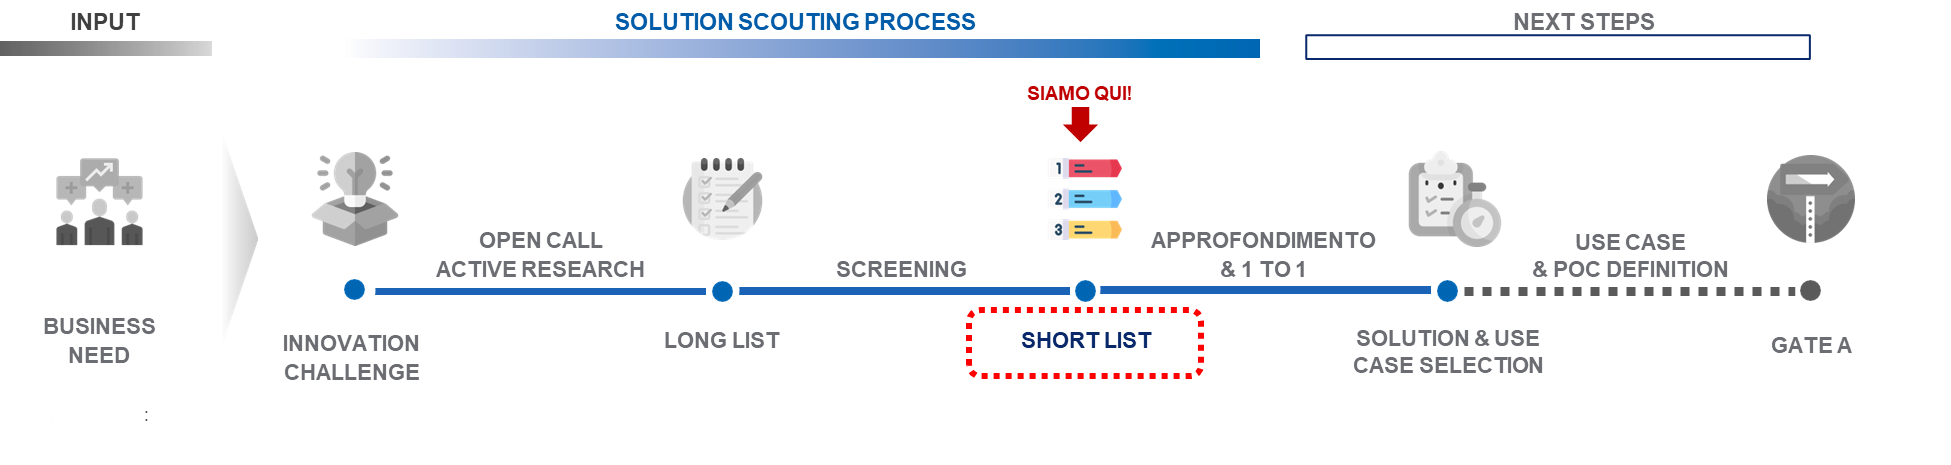 INPUT
SOLUTION SCOUTING PROCESS
NEXT STEPS
SIAMO QUI!
1
2
3
OPEN CALL
ACTIVE RESEARCH
SCREENING
APPROFONDIMENTO
& 1 TO 1
USE CASE
& POC DEFINITION
BUSINESS
NEED
INNOVATION
CHALLENGE
LONG LIST
SHORT LIST
SOLUTION & USE
CASE SELECTION
GATE A
: